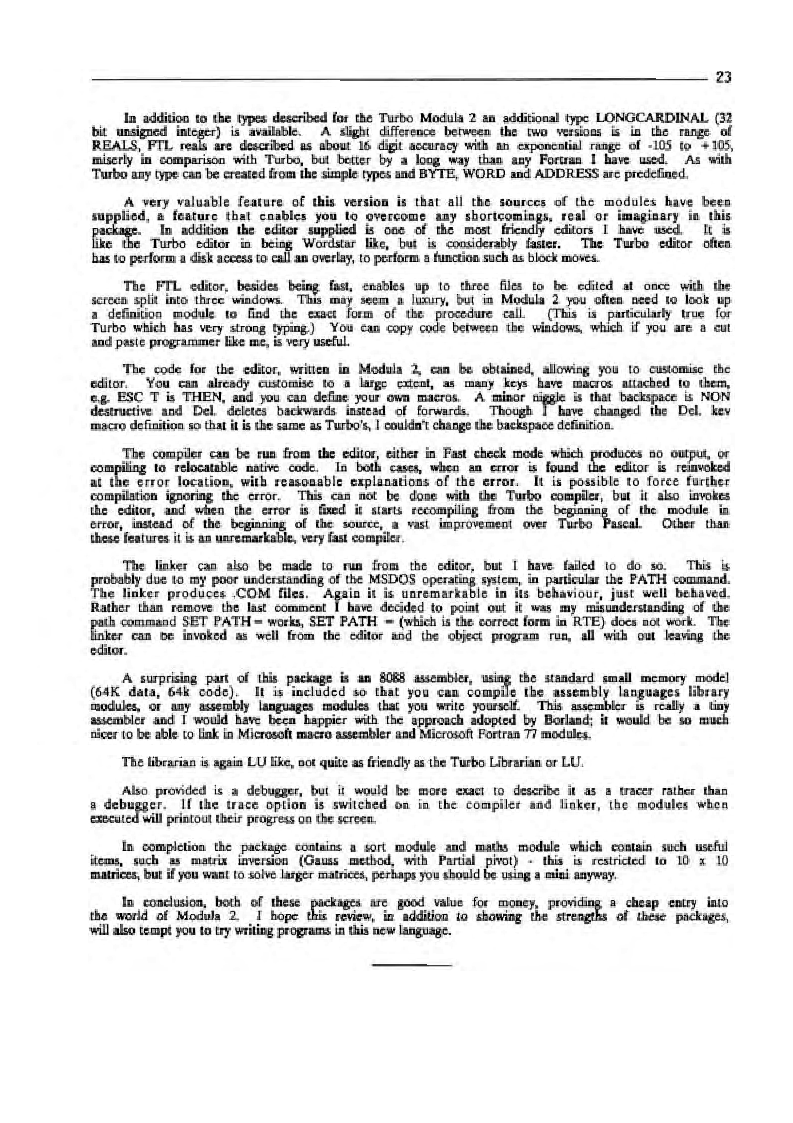 23
In addition to the types described for the Turbo Modula 2 an additional type LONGCARDINAL (32
bit unsigned integer) is available. A slight difference between the two versions is in the range of
REALS, FTL reals are described as about 16 digit accuracy with an exponential range of -105 to +105,
miserly in comparison with Turbo, but better by a long way than any Fortran I have used. As with
Turbo any type can be created from the simple types and BYTE, WORD and ADDRESS are predefined.
A very valuable feature of this version is that all the sources of the modules have been
supplied, a feature that enables you to overcome any shortcomings, real or imaginary in this
package. In addition the editor supplied is one of the most friendly editors I have used. It is
like the Turbo editor in being Wordstar like, but is considerably faster. The Turbo editor often
has to perform a disk access to call an overlay, to perform a function such as block moves.
The FTL editor, besides being fast, enables up to three files to be edited at once with the
screen split into three windows. This may seem a luxury, but in Modula 2 you often need to look up
a definition module to find the exact form of the procedure call. (This is particularly true for
Turbo which has very strong typing.) You can copy code between the windows, which if you are a cut
and paste programmer like me, is very useful.
The code for the editor, written in Modula 2, can be obtained, allowing you to customise the
editor. You can already customise to a large extent, as many keys have macros attached to them,
e.g. ESC T is THEN, and you can define your own macros. A minor niggle is that backspace is NON
destructive and Del. deletes backwards instead of forwards. Though I have changed the Del. key
macro definition so that it is the same as Turbo's, I couldn't change the backspace definition.
The compiler can be run from the editor, either in Fast check mode which produces no output, or
compiling to relocatable native code. In both cases, when an error is found the editor is reinvoked
at the error location, with reasonable explanations of the error. It is possible to force further
compilation ignoring the error. This can not be done with the Turbo compiler, but it also invokes
the editor, and when the error is fixed it starts recompiling from the beginning of the module in
error, instead of the beginning of the source, a vast improvement over Turbo Pascal. Other than
these features it is an unremarkable, very fast compiler.
The linker can also be made to run from the editor, but I have failed to do so. This is
probably due to my poor understanding of the MSDOS operating system, in particular the PATH command.
The linker produces .COM files. Again it is unremarkable in its behaviour, just well behaved.
Rather than remove the last comment I have decided to point out it was my misunderstanding of the
path command SET PATH= works, SET PATH = (which is the correct form in RTE) does not work. The
linker can be invoked as well from the editor and the object program run, all with out leaving the
editor.
A surprising part of this package is an 8088 assembler, using the standard small memory model
(64K data, 64k code). It is included so that you can compile the assembly languages library
modules, or any assembly languages modules that you write yourself. This assembler is really a tiny
assembler and I would have been happier with the approach adopted by Borland; it would be so much
nicer to be able to link in Microsoft macro assembler and Microsoft Fortran 77 modules.
The librarian is again LU like, not quite as friendly as the Turbo Librarian or LU.
Also provided is a debugger, but it would be more exact to describe it as a tracer rather than
a debugger. If the trace option is switched on in the compiler and linker, the modules when
executed will printout their progress on the screen.
In completion the package contains a sort module and maths module which contain such useful
items, such as matrix inversion (Gauss method, with Partial pivot) - this is restricted to 10 x 10
matrices, but if you want to solve larger matrices, perhaps you should be using a mini anyway.
In conclusion, both of these packages are good value for money, providing a cheap entry into
the world of Modula 2. I hope this review, in addition to showing the strengths of these packages,
will also tempt you to try writing programs in this new language.